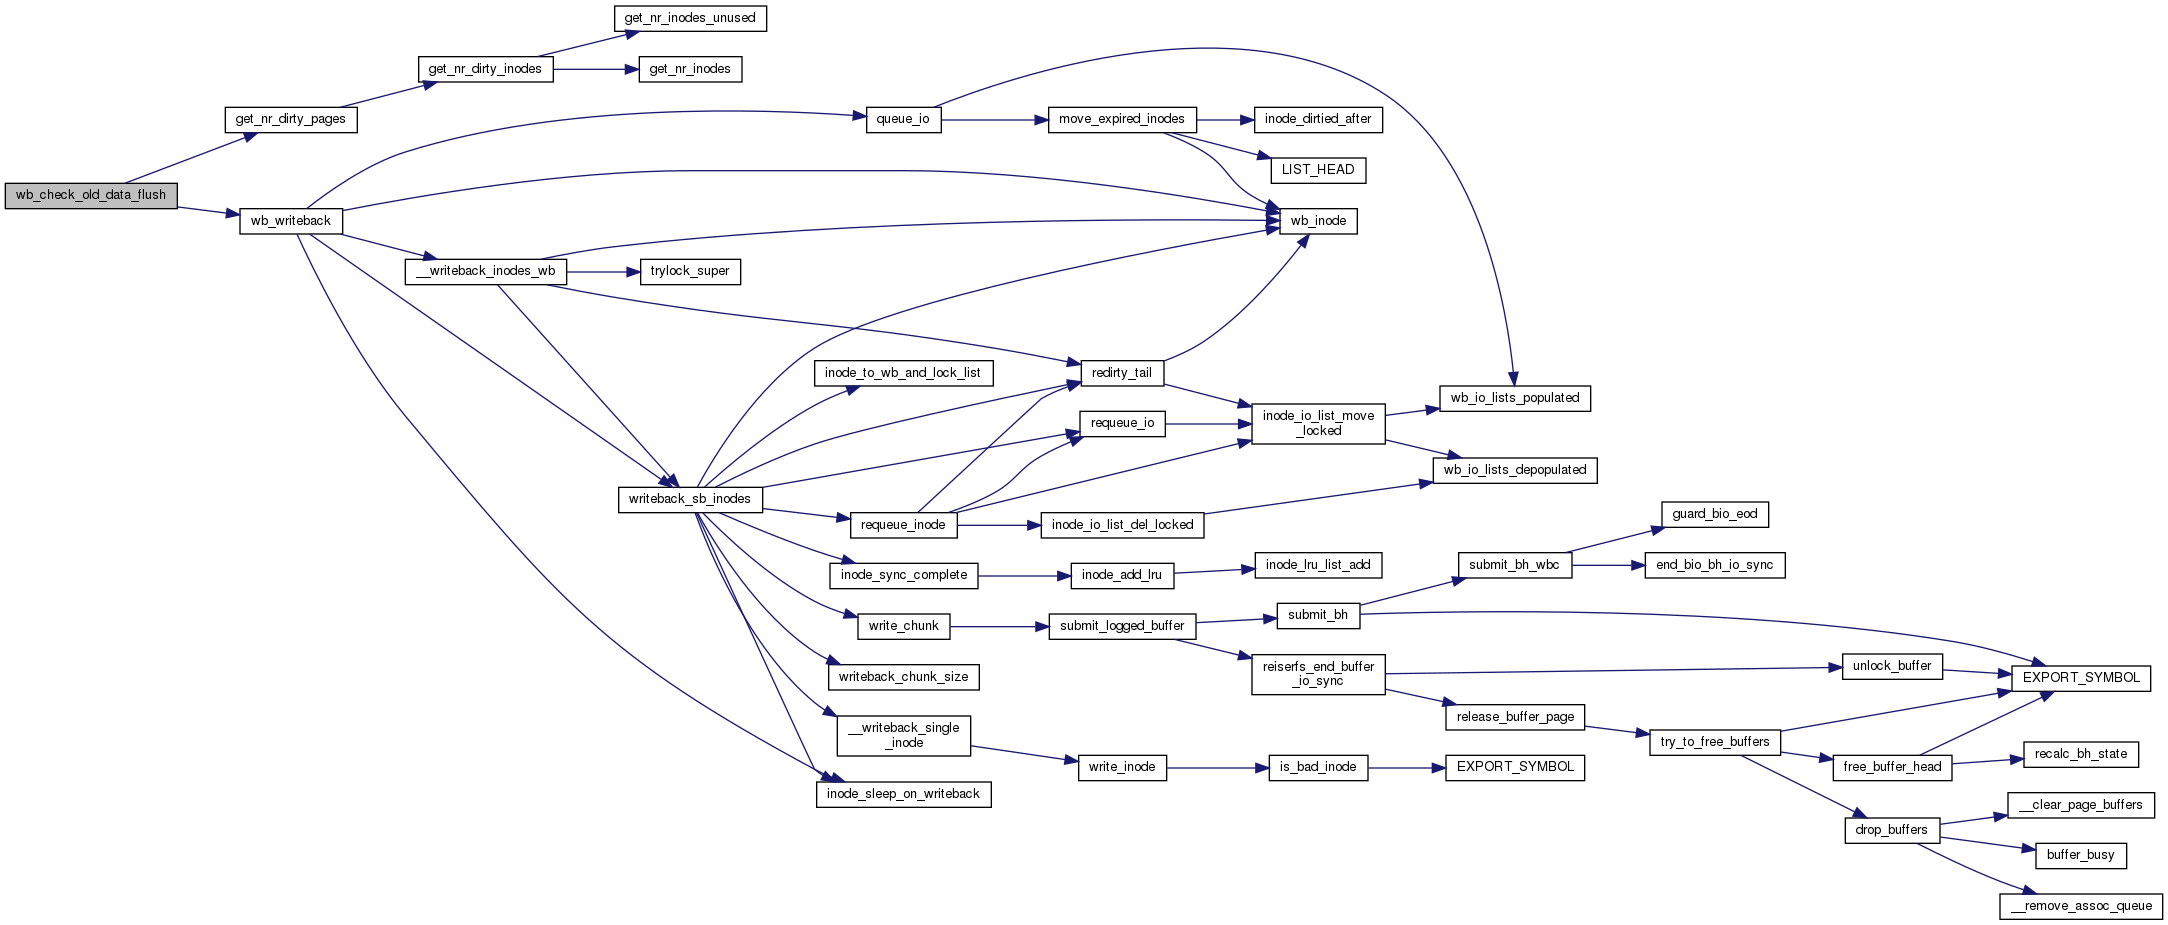 get_nr_inodes_unused
get_nr_dirty_inodes
get_nr_inodes
get_nr_dirty_pages
queue_io
move_expired_inodes
inode_dirtied_after
LIST_HEAD
wb_check_old_data_flush
wb_writeback
wb_inode
__writeback_inodes_wb
trylock_super
inode_to_wb_and_lock_list
redirty_tail
wb_io_lists_populated
requeue_io
inode_io_list_move
_locked
wb_io_lists_depopulated
writeback_sb_inodes
requeue_inode
inode_io_list_del_locked
guard_bio_eod
inode_sync_complete
inode_add_lru
inode_lru_list_add
submit_bh_wbc
end_bio_bh_io_sync
write_chunk
submit_logged_buffer
submit_bh
writeback_chunk_size
reiserfs_end_buffer
_io_sync
unlock_buffer
EXPORT_SYMBOL
release_buffer_page
__writeback_single
_inode
try_to_free_buffers
write_inode
is_bad_inode
EXPORT_SYMBOL
free_buffer_head
recalc_bh_state
inode_sleep_on_writeback
__clear_page_buffers
drop_buffers
buffer_busy
__remove_assoc_queue